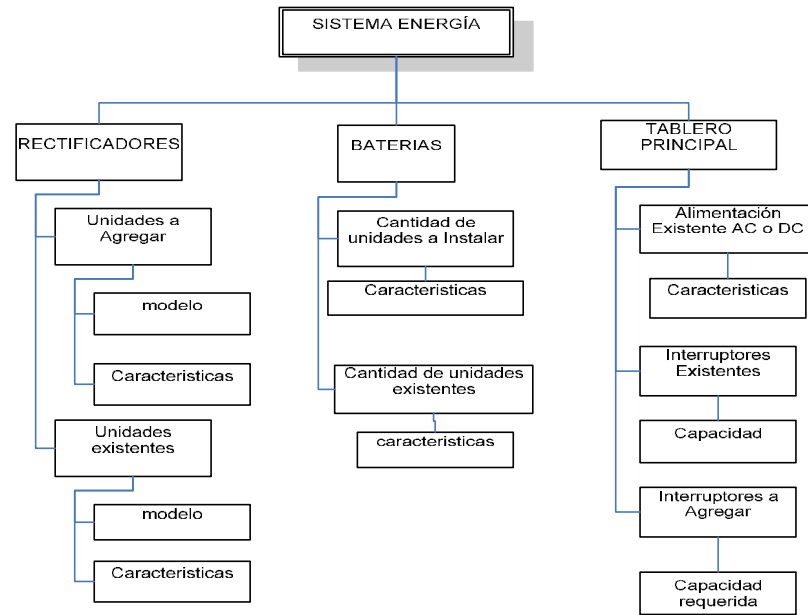 SISTEMA ENERGÍA
RECTIFICADORES
Unidades a
Agregar
modelo
Caracteristicas
Unidades
existentes
modelo
Caracteristicas
BATERIAS
Cantidad de
unidades a Instalar
Caracteristicas
Cantidad de unidades
existentes
caracteristicas
TABLERO
PRINCIPAL
Alimentación
Existente AC o DC
Caracteristicas
Interruptores
Existentes
Capacidad
Interruptores a
Agregar
Capacidad
requerida